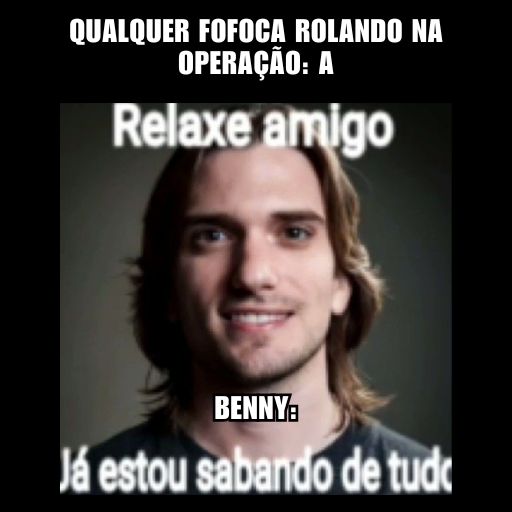 QUALQUER FOFOCA ROLANDO NA
OPERAÇÃO: A
Relaxe amigo
BENNY:
Já estou sabando de tudo